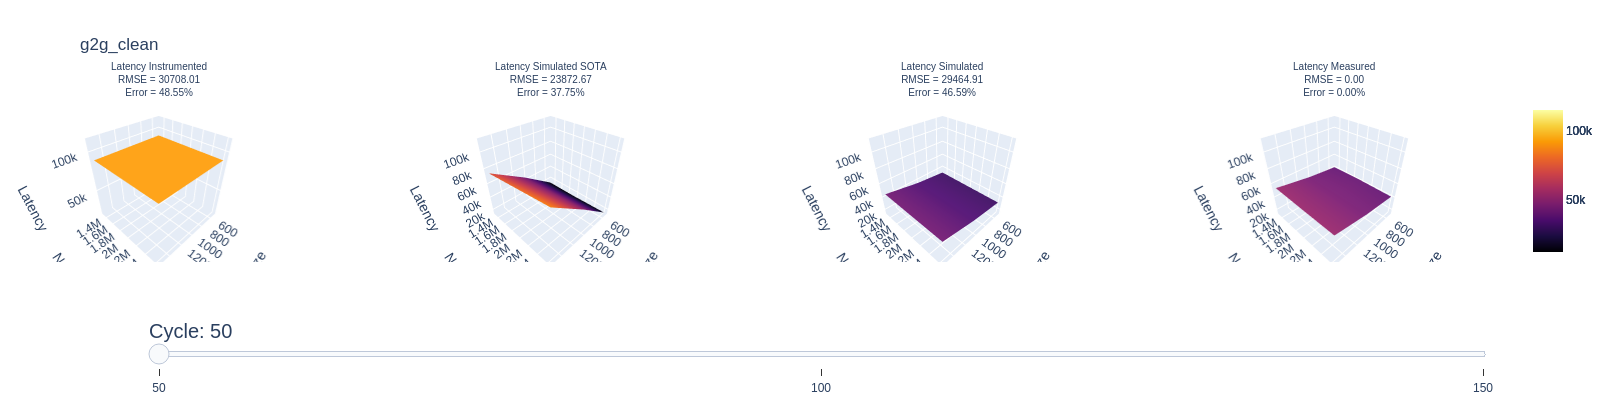 g2g_clean
Latency Instrumented
RMSE = 30708.01
Error = 48.55%
Latency Simulated SOTA
RMSE = 23872.67
Error = 37.75%
Latency Simulated
RMSE = 29464.91
Error = 46.59%
Latency Measured
RMSE = 0.00
Error = 0.00%
100k
50k
Latency
1.4M
1.6M
1.8M
2M
600
800
1000
100k
80k
60k
40k
20k
Latency
1.4M
1.6M
1.8M
2M
600
800
1000
100k
80k
60k
40k
20k
Latency
1.4M
1.6M
1.8M
2M
600
800
1000
100k
80k
60k
40k
20k
Latency
1.4M
1.6M
1.8M
2M
600
800
1000
100k
50k
Cycle: 50
50
100
150